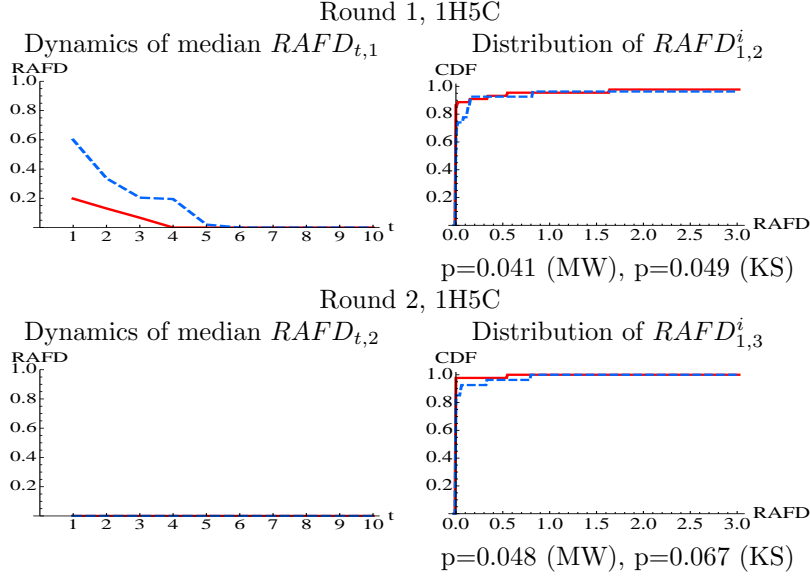 Round 1, 1H5C
Dynamics of median RAFD_{t,1}
Distribution of RAFD^i_{1,2}
RAFD
1.0
0.8
0.6
0.4
0.2
1 2 3 4 5 6 7 8 9 10 t
CDF
1.0
0.8
0.6
0.4
0.2
0.0 0.5 1.0 1.5 2.0 2.5 3.0 RAFD
p=0.041 (MW), p=0.049 (KS)
Round 2, 1H5C
Dynamics of median RAFD_{t,2}
Distribution of RAFD^i_{1,3}
RAFD
1.0
0.8
0.6
0.4
0.2
1 2 3 4 5 6 7 8 9 10 t
CDF
1.0
0.8
0.6
0.4
0.2
0.0 0.5 1.0 1.5 2.0 2.5 3.0 RAFD
p=0.048 (MW), p=0.067 (KS)